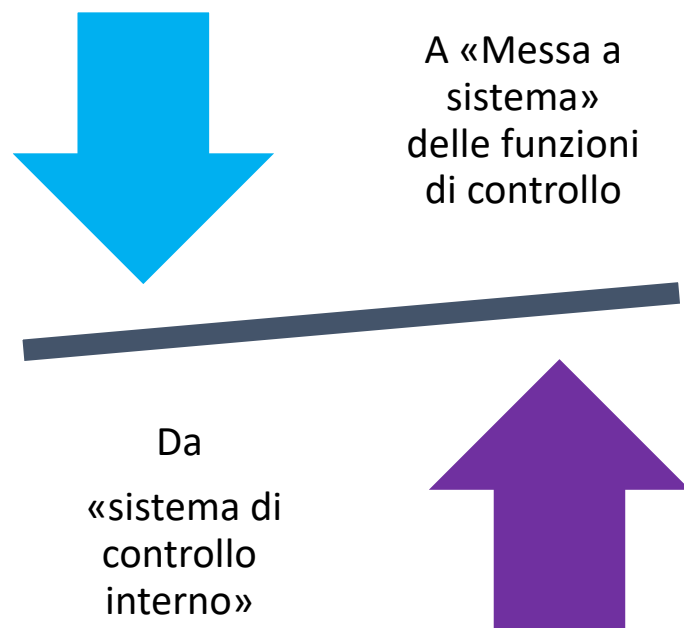 A «Messa a
sistema»
delle funzioni
di controllo
Da
«sistema di
controllo
interno»